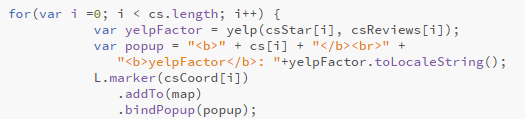 for(var i =0; i < cs.length; i++) {
var yelpFactor = yelp(csStar[i], csReviews[i]);
var popup = "<b>" + cs[i] + "</b><br>" +
"<b>yelpFactor</b>: "+yelpFactor.toLocaleString();
L.marker(csCoord[i])
.addTo(map)
.bindPopup(popup);